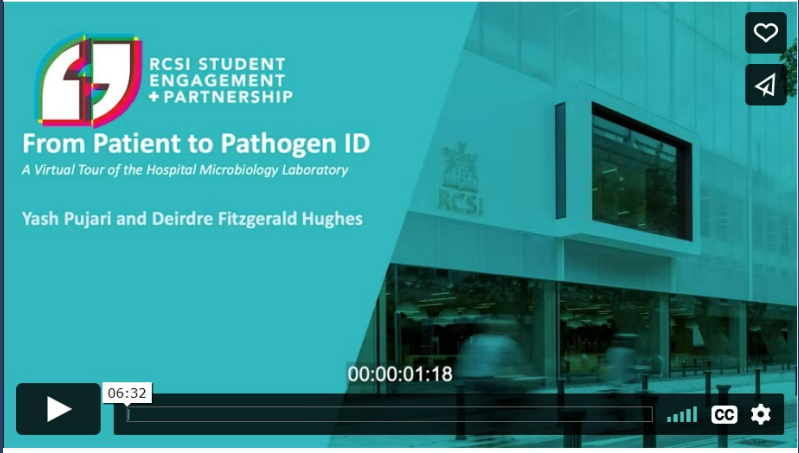 RCSI STUDENT
ENGAGEMENT
+ PARTNERSHIP
From Patient to Pathogen ID
A Virtual Tour of the Hospital Microbiology Laboratory
Yash Pujari and Deirdre Fitzgerald Hughes
RCSI
00:00:01:18
06:32
CC